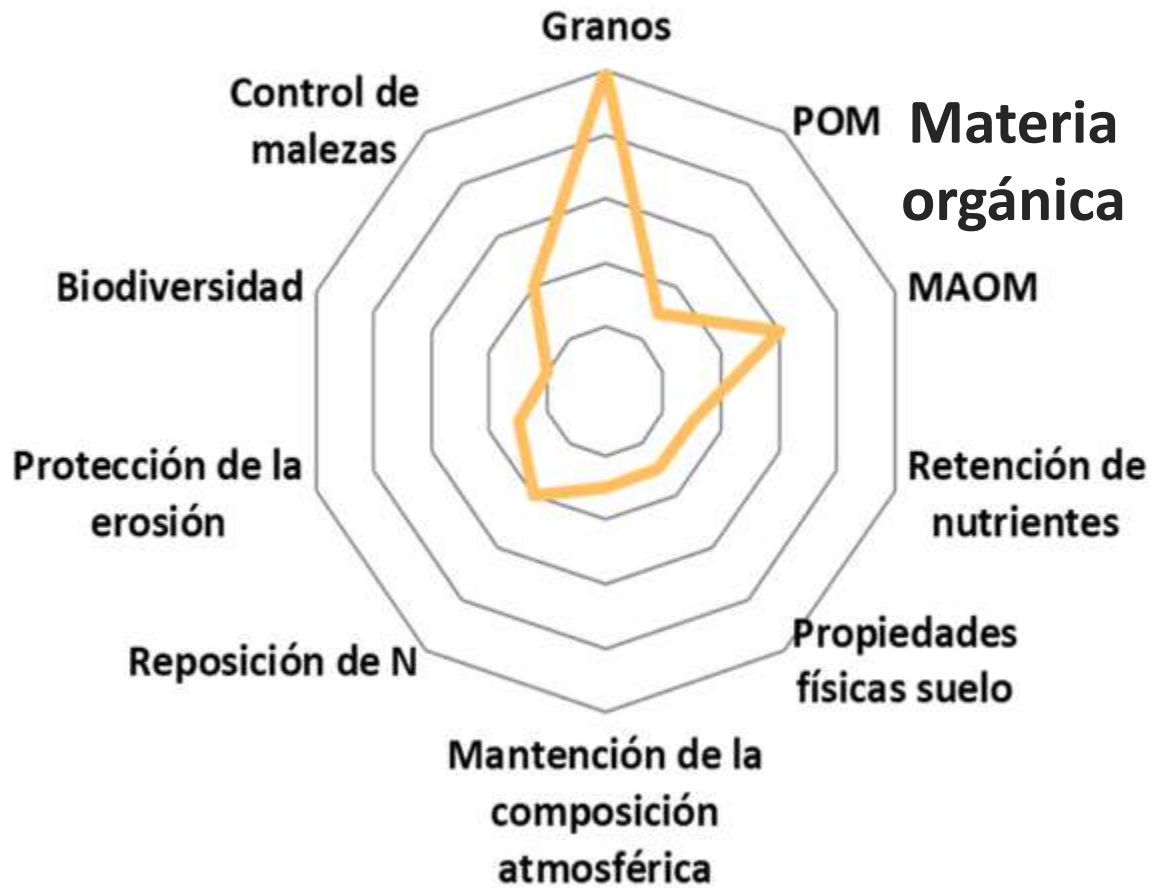 Granos
POM
Materia
orgánica
MAOM
Retención de
nutrientes
Propiedades
físicas suelo
Mantención de la
composición
atmosférica
Reposición de N
Protección de la
erosión
Biodiversidad
Control de
malezas